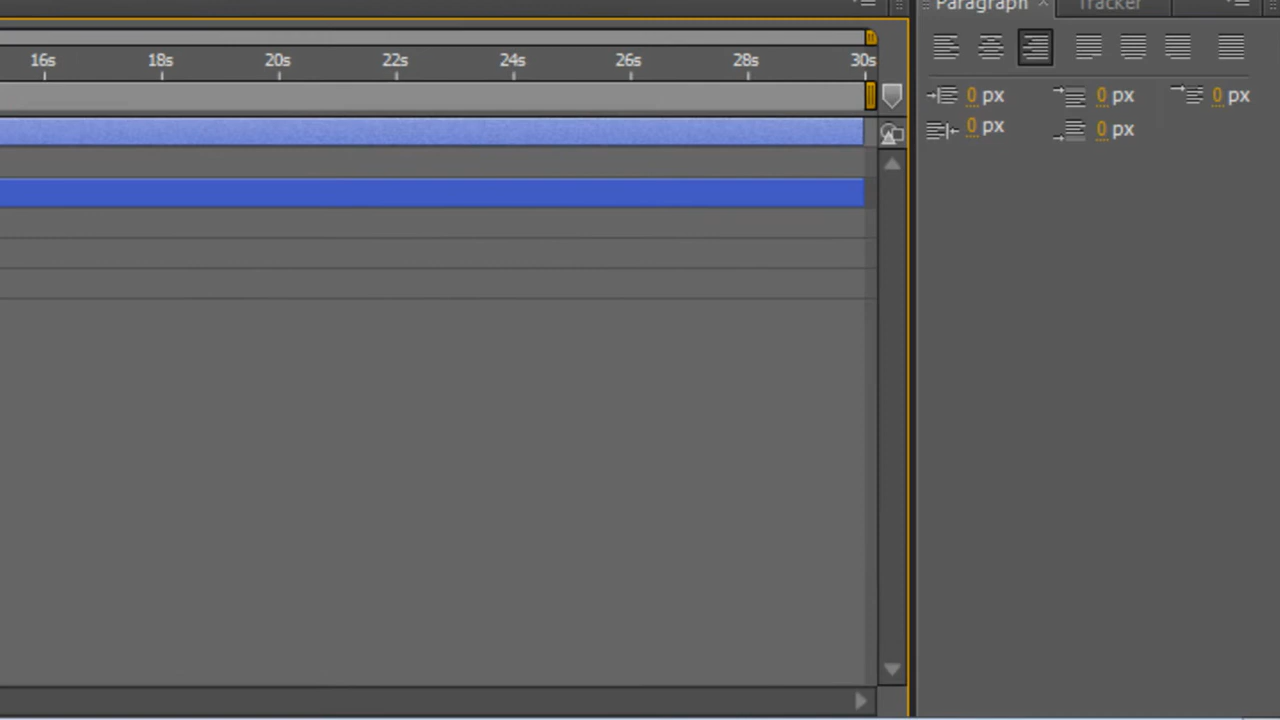 Paragraph Tracker
16s 18s 20s 22s 24s 26s 28s 30s
0 px 0 px 0 px
0 px 0 px